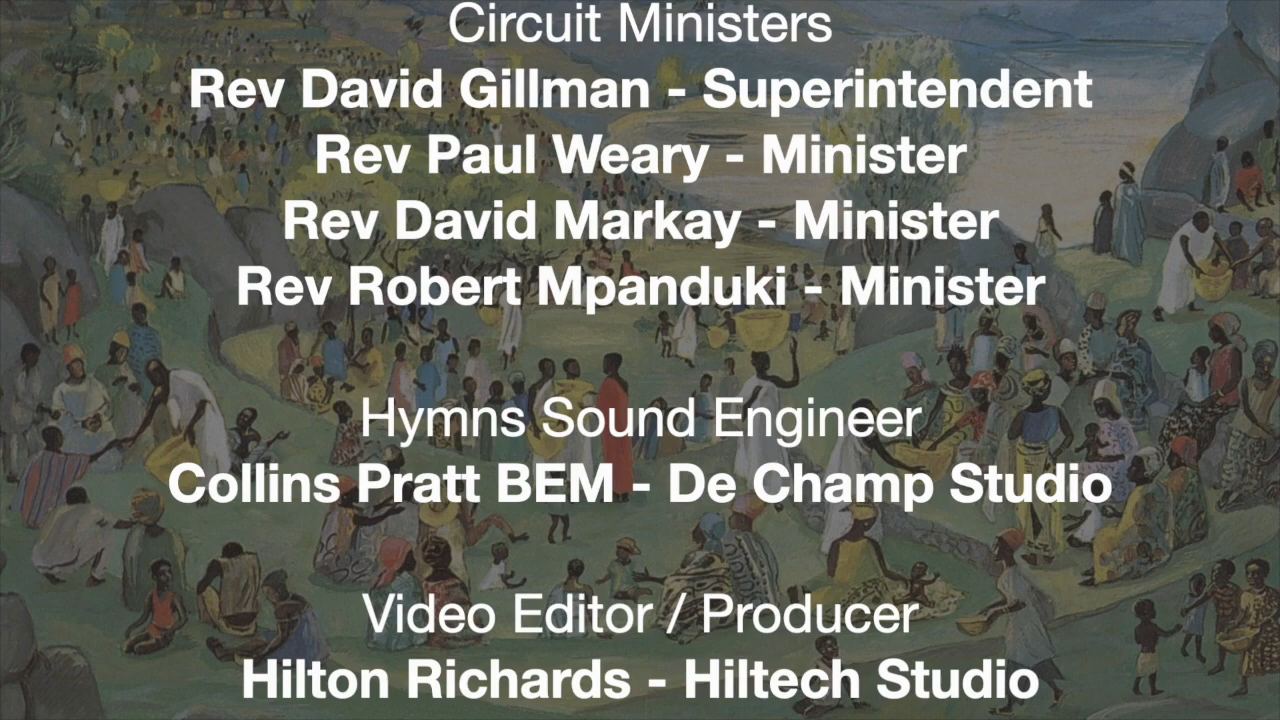 Circuit Ministers
Rev David Gillman - Superintendent
Rev Paul Weary - Minister
Rev David Markay - Minister
Rev Robert Mpanduki - Minister
Hymns Sound Engineer
Collins Pratt BEM - De Champ Studio
Video Editor / Producer
Hilton Richards - Hiltech Studio